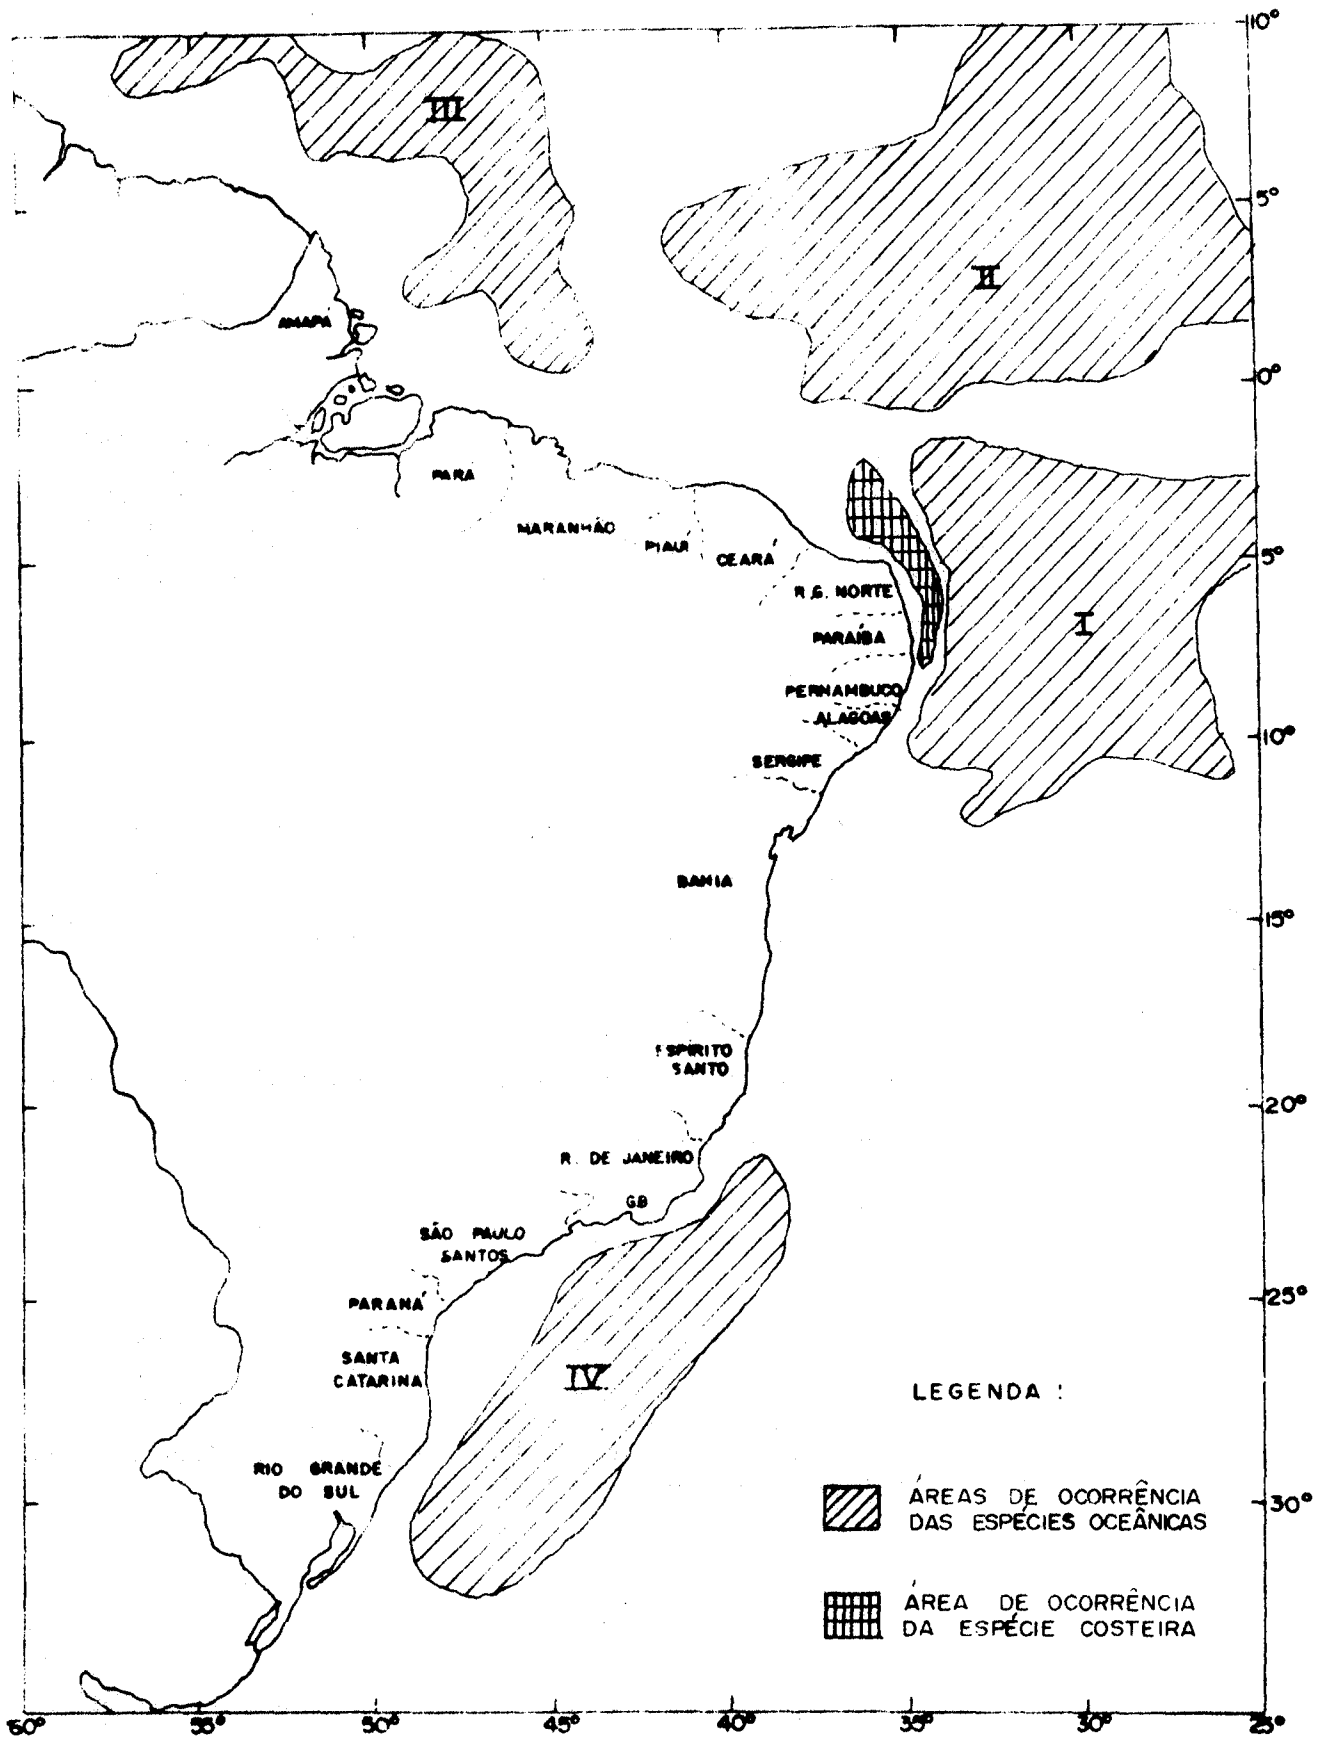 10°
III
5°
II
AMAPÁ
0°
PARÁ
MARANHÃO
PIAUI
CEARÁ
5°
R.G. NORTE
I
PARAÍBA
PERNAMBUCO
ALAGOAS
10°
SERGIPE
BAHIA
15°
ESPIRITO
SANTO
20°
R. DE JANEIRO
GB
SÃO PAULO
SANTOS
25°
PARANÁ
SANTA
CATARINA
IV
LEGENDA :
RIO GRANDE
DO SUL
ÁREAS DE OCORRÊNCIA
DAS ESPÉCIES OCEÂNICAS
30°
ÁREA DE OCORRÊNCIA
DA ESPÉCIE COSTEIRA
60° 55° 50° 45° 40° 35° 30° 25°